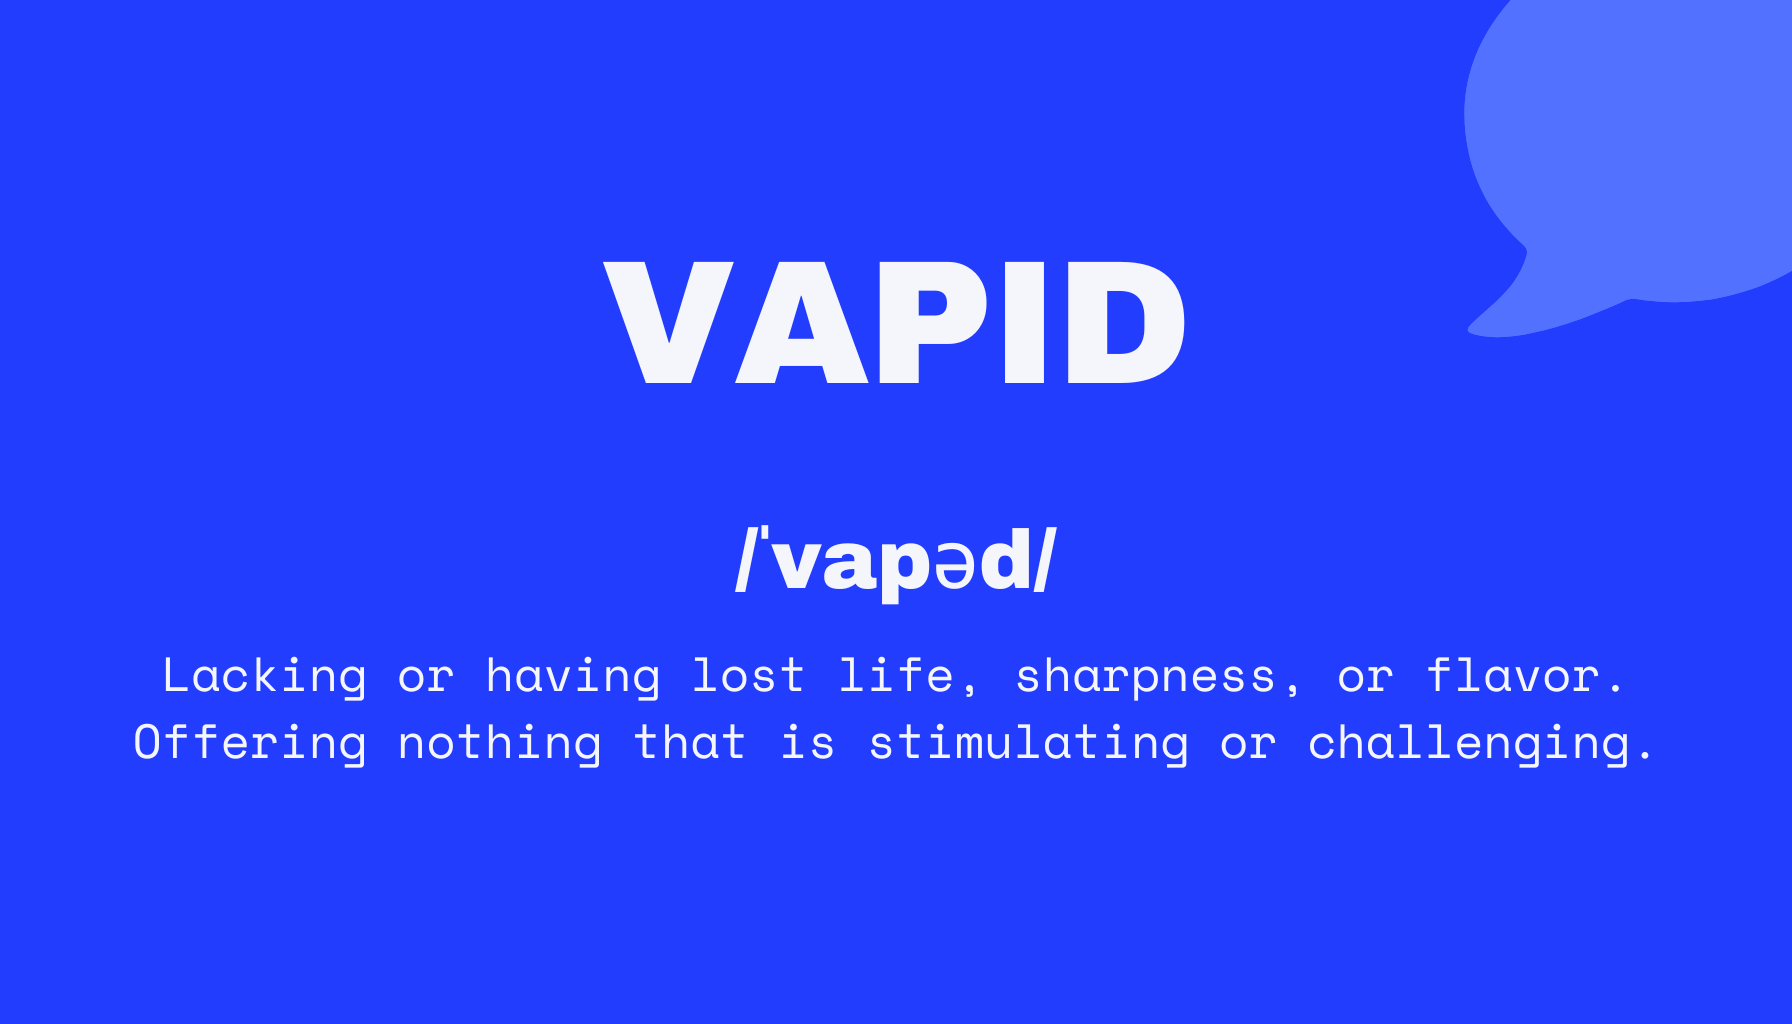 VAPID
/ˈvapəd/
Lacking or having lost life, sharpness, or flavor.
Offering nothing that is stimulating or challenging.